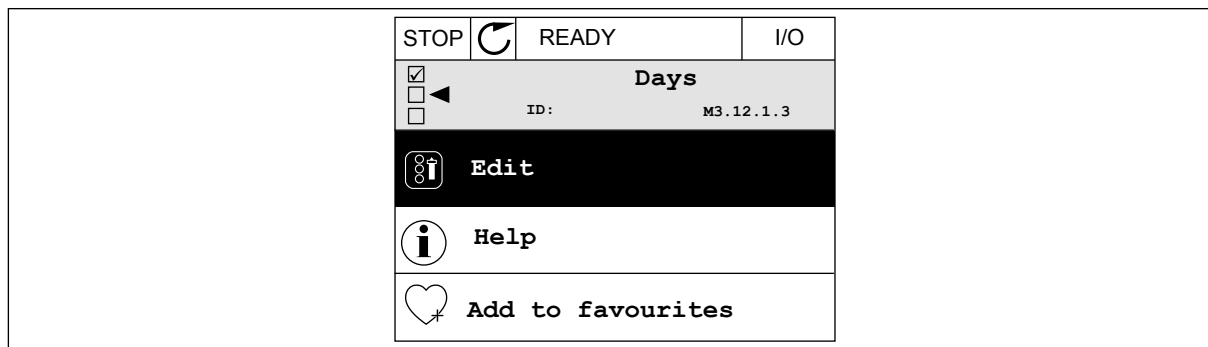 STOP READY I/O
Days
ID: M3.12.1.3
Edit
Help
Add to favourites